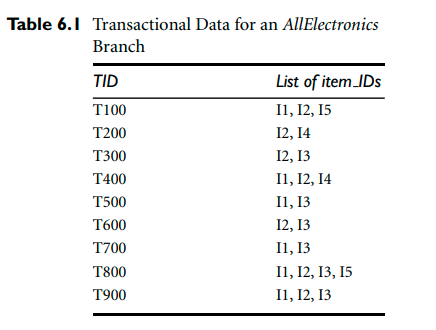 Table 6.1 Transactional Data for an AllElectronics
Branch
TID List of item_IDs
T100 I1, I2, I5
T200 I2, I4
T300 I2, I3
T400 I1, I2, I4
T500 I1, I3
T600 I2, I3
T700 I1, I3
T800 I1, I2, I3, I5
T900 I1, I2, I3